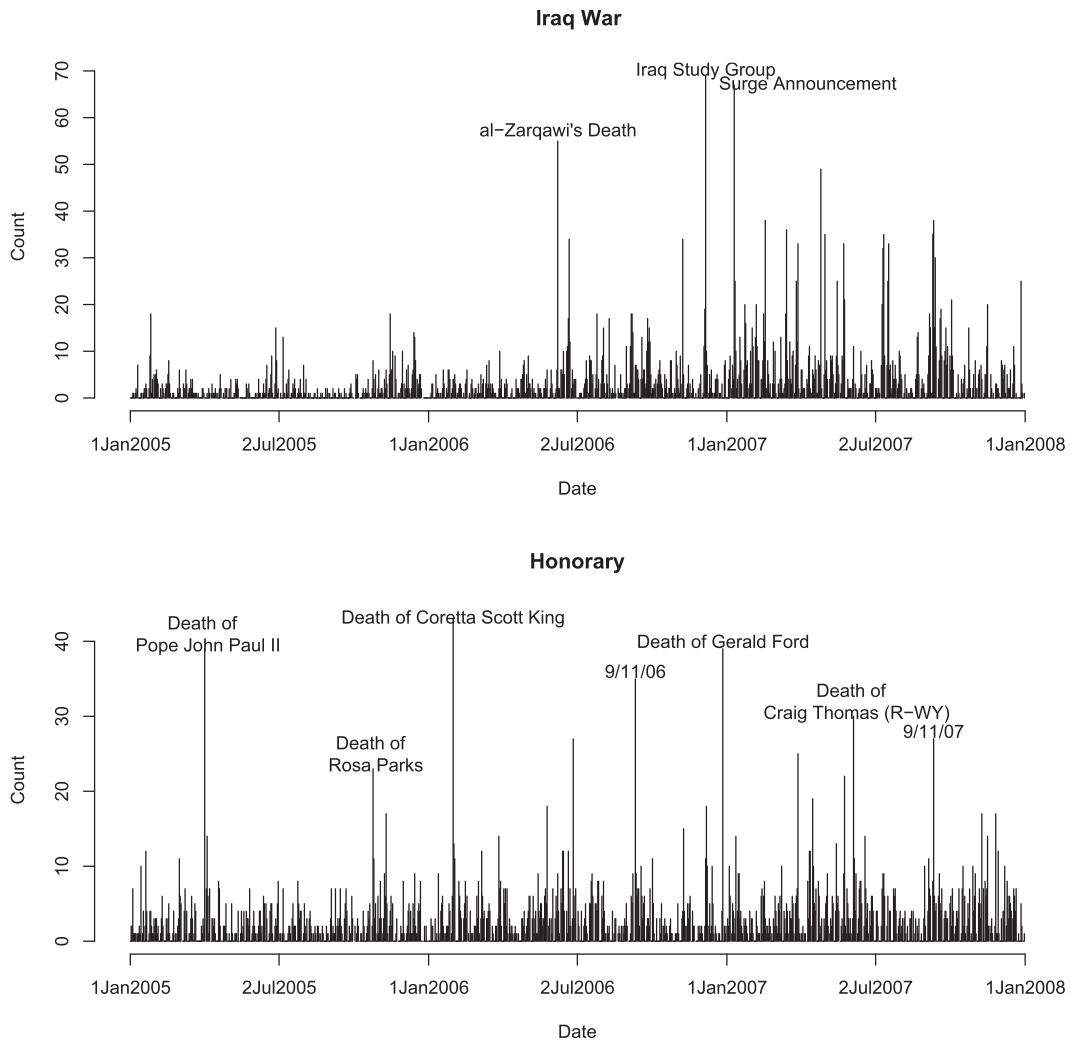 Iraq War
Count
70
60
50
40
30
20
10
0
Iraq Study Group
Surge Announcement
al−Zarqawi's Death
1Jan2005 2Jul2005 1Jan2006 2Jul2006 1Jan2007 2Jul2007 1Jan2008
Date
Honorary
Count
40
30
20
10
0
Death of
Pope John Paul II
Death of Coretta Scott King
Death of Gerald Ford
9/11/06
Death of
Craig Thomas (R−WY)
9/11/07
Death of
Rosa Parks
1Jan2005 2Jul2005 1Jan2006 2Jul2006 1Jan2007 2Jul2007 1Jan2008
Date